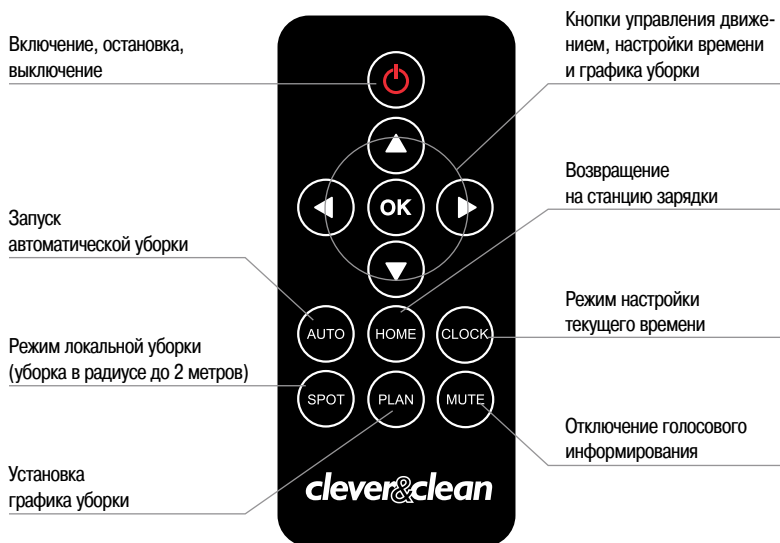 Включение, остановка,
выключение
Запуск
автоматической уборки
Режим локальной уборки
(уборка в радиусе до 2 метров)
Установка
графика уборки
OK
AUTO
HOME
CLOCK
SPOT
PLAN
MUTE
clever&clean
Кнопки управления движе-
нием, настройки времени
и графика уборки
Возвращение
на станцию зарядки
Режим настройки
текущего времени
Отключение голосового
информирования